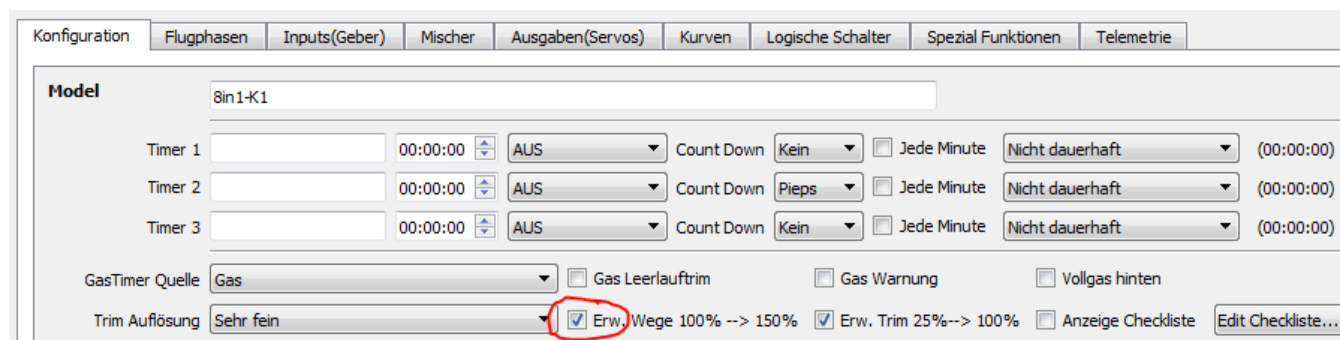 Konfiguration Flugphasen Inputs(Geber) Mischer Ausgaben(Servos) Kurven Logische Schalter Spezial Funktionen Telemetrie
Model 8in1-K1
Timer 1 00:00:00 AUS Count Down Kein Jede Minute Nicht dauerhaft (00:00:00)
Timer 2 00:00:00 AUS Count Down Pieps Jede Minute Nicht dauerhaft (00:00:00)
Timer 3 00:00:00 AUS Count Down Kein Jede Minute Nicht dauerhaft (00:00:00)
GasTimer Quelle Gas Gas Leerlauftrim Gas Warnung Vollgas hinten
Trim Auflösung Sehr fein Erw. Wege 100% --> 150% Erw. Trim 25%--> 100% Anzeige Checkliste Edit Checkliste...